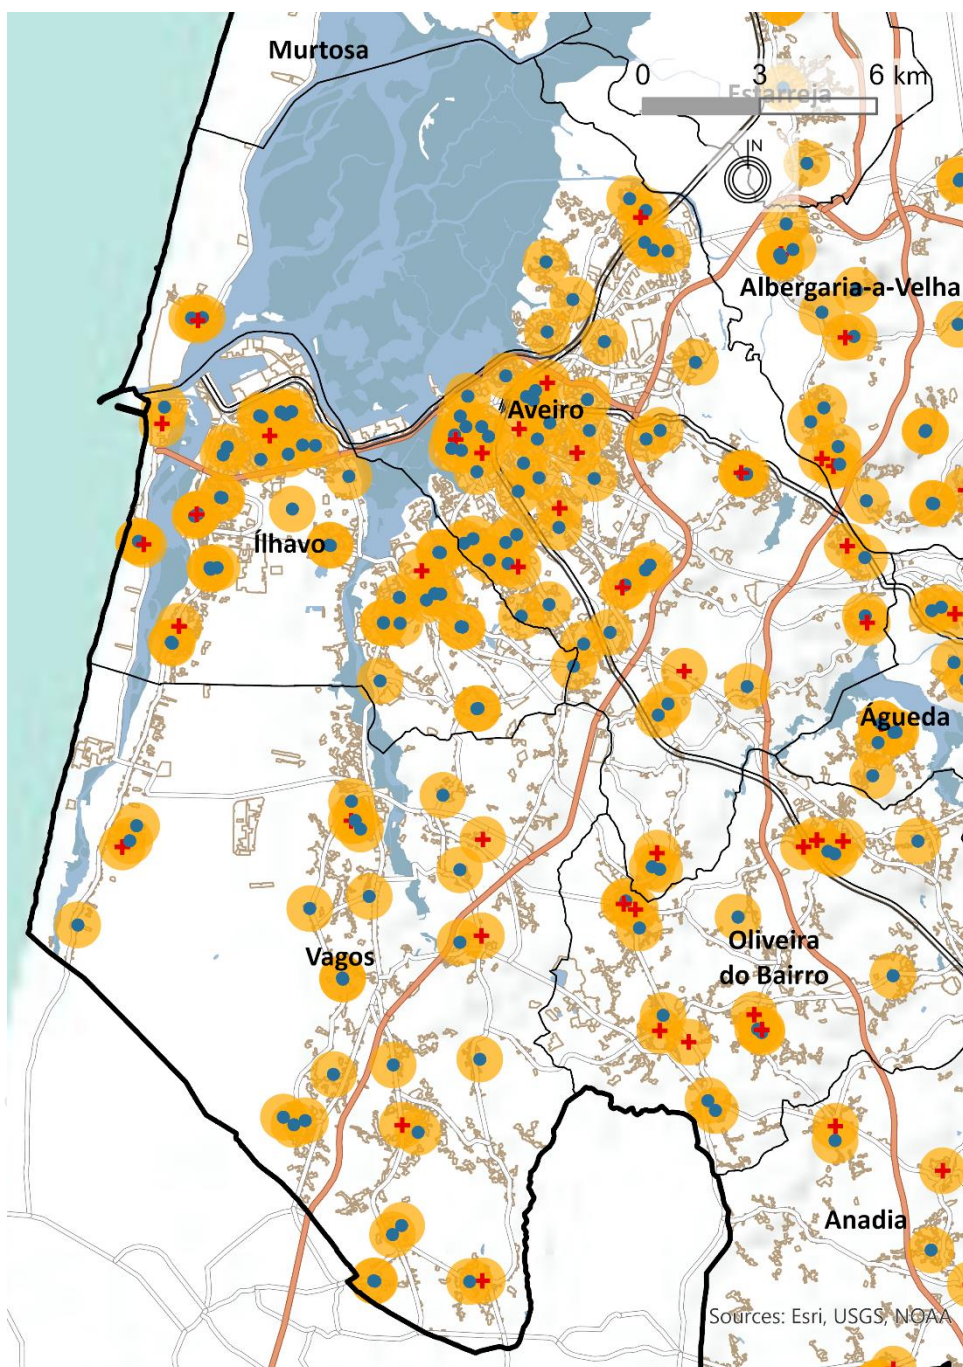 Murtosa
0 3 6 km
Estarreja
N
Albergaria-a-Velha
Aveiro
Ílhavo
Águeda
Oliveira
do Bairro
Vagos
Anadia
Sources: Esri, USGS, NOAA